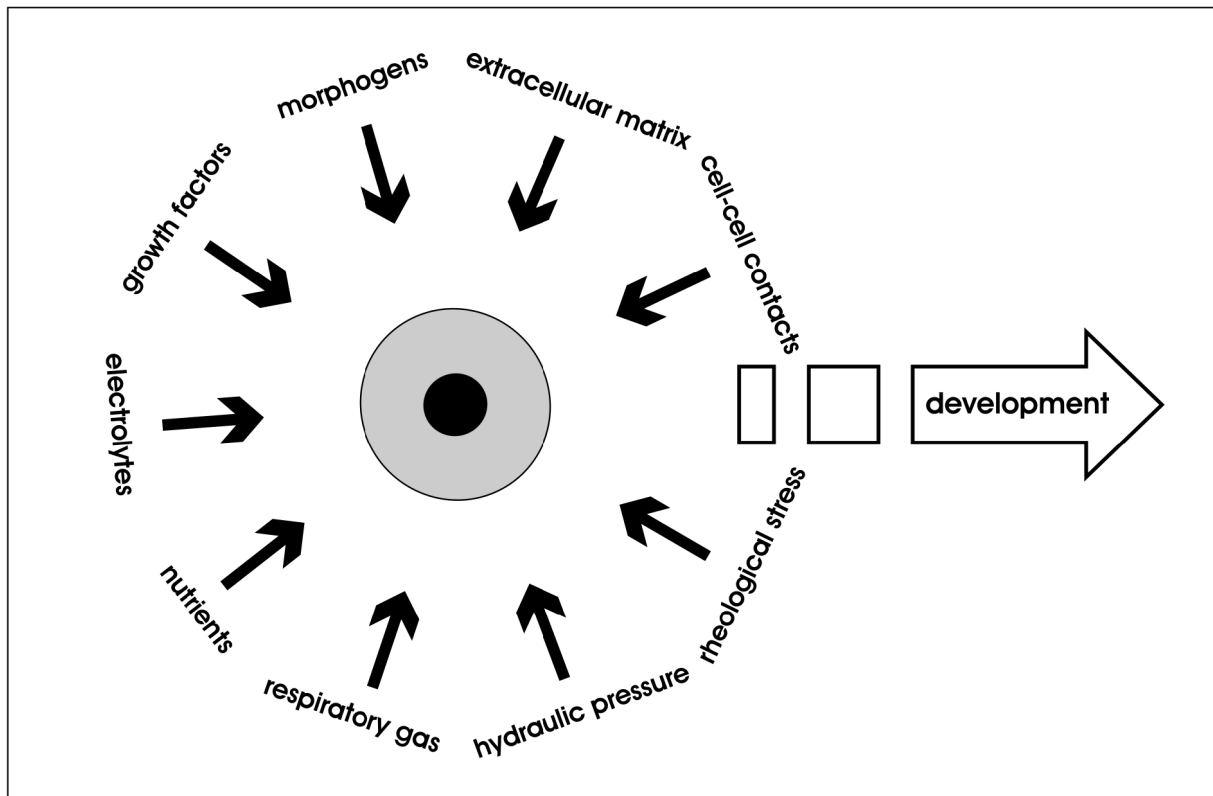 morphogens
extracellular matrix
cell-cell contacts
growth factors
electrolytes
development
rheological stress
nutrients
respiratory gas
hydraulic pressure